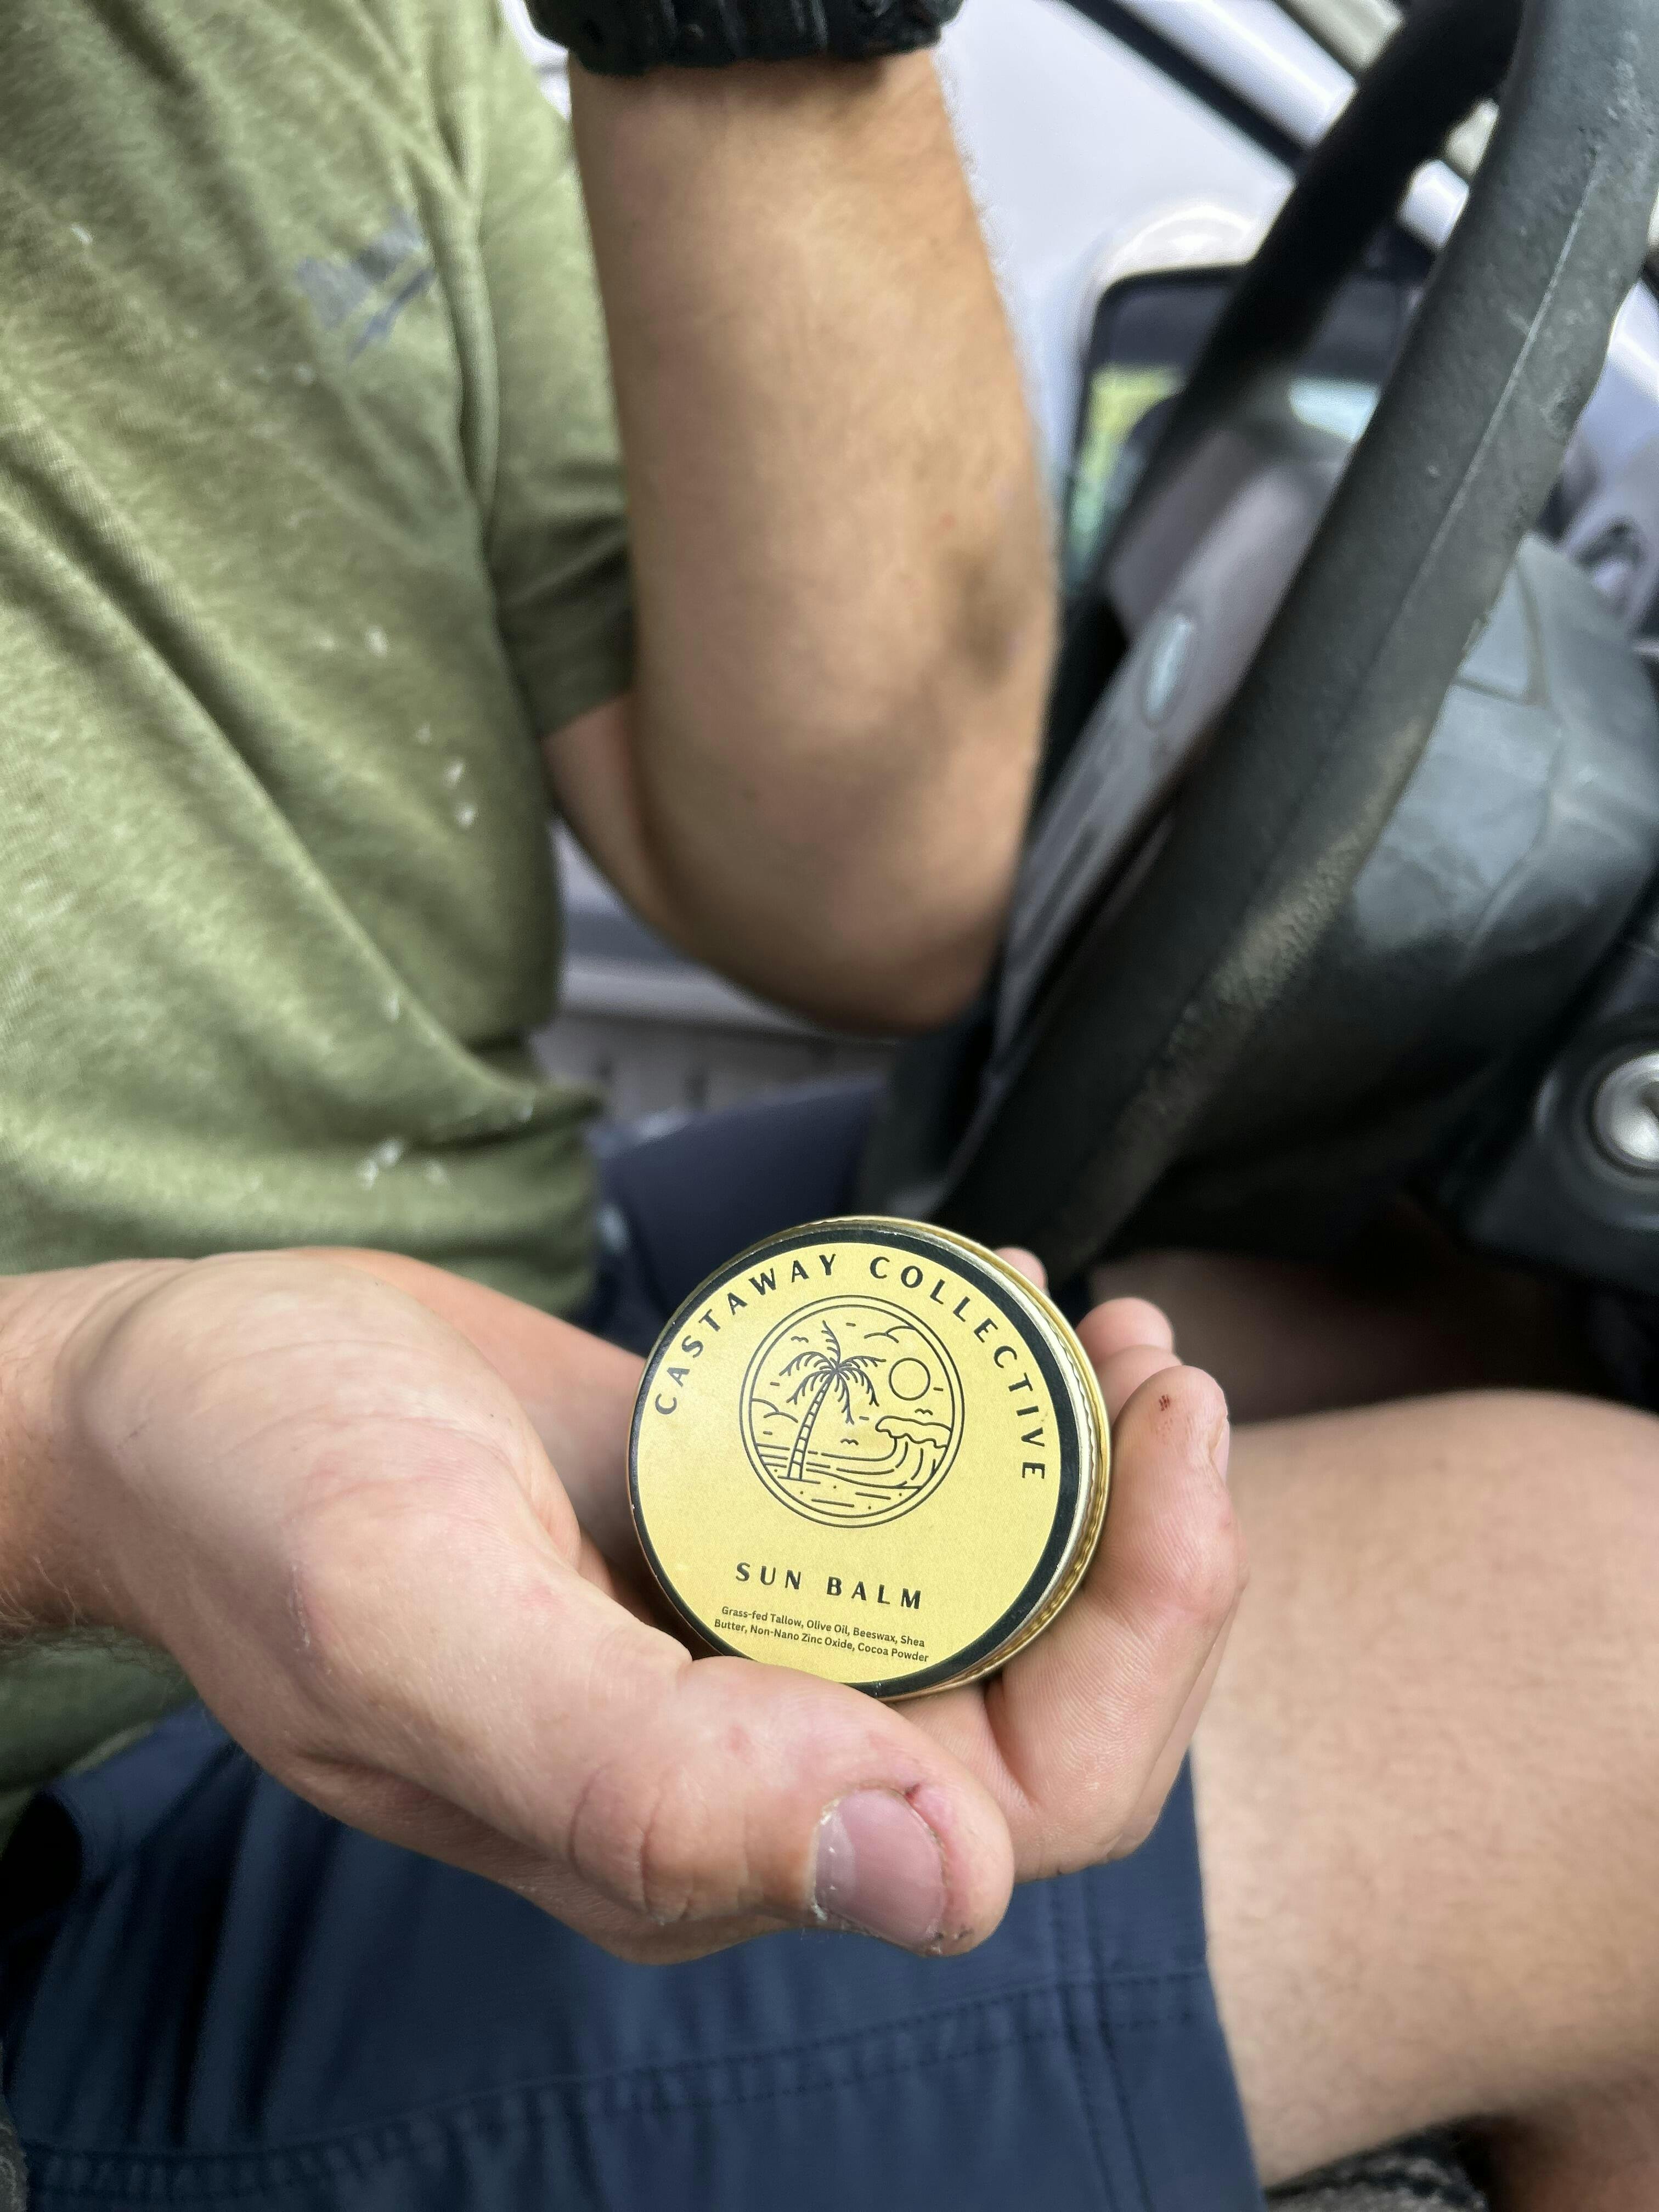 CASTAWAY COLLECTIVE
SUN BALM
Grass-fed Tallow, Olive Oil, Beeswax, Shea
Butter, Non-Nano Zinc Oxide, Cocoa Powder